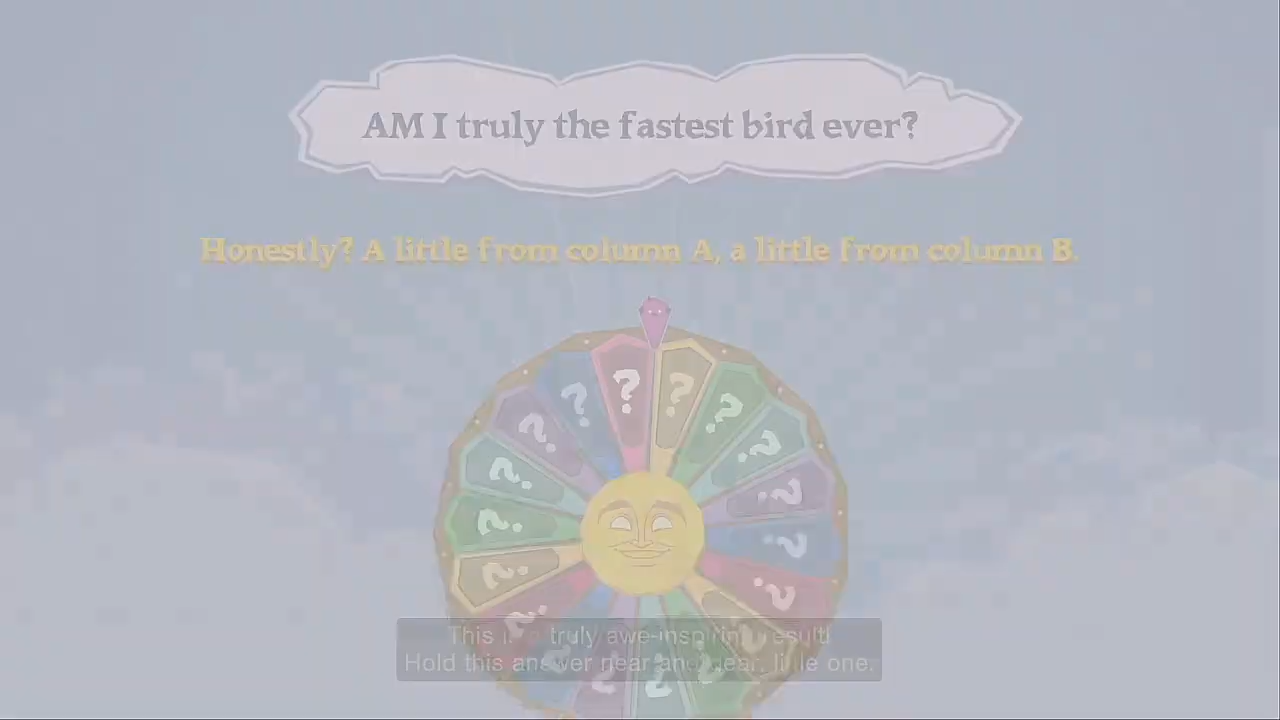 AM I truly the fastest bird ever?
Honestly? A little from column A, a little from column B.
This is a truly awe-inspiring result!
Hold this answer near and dear, little one.